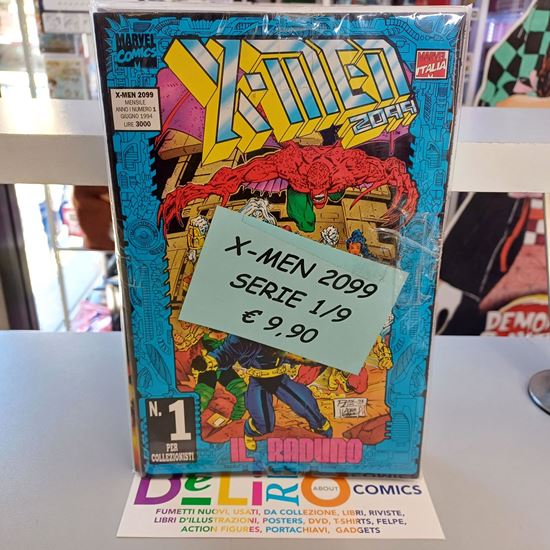 MARVEL
COMICS
X-MEN
2099
MARVEL
ITALIA
X-MEN 2099
MENSILE
ANNO I NUMERO 1
GIUGNO 1994
LIRE 3000
X-MEN 2099
SERIE 1/9
€ 9,90
N. 1
PER
COLLEZIONISTI
IL RADUNO
DeLiRO
ABOUT
COMICS
FUMETTI NUOVI, USATI, DA COLLEZIONE, LIBRI, RIVISTE,
LIBRI D'ILLUSTRAZIONI, POSTERS, DVD, T-SHIRTS, FELPE,
ACTION FIGURES, PORTACHIAVI, GADGETS
DEMON